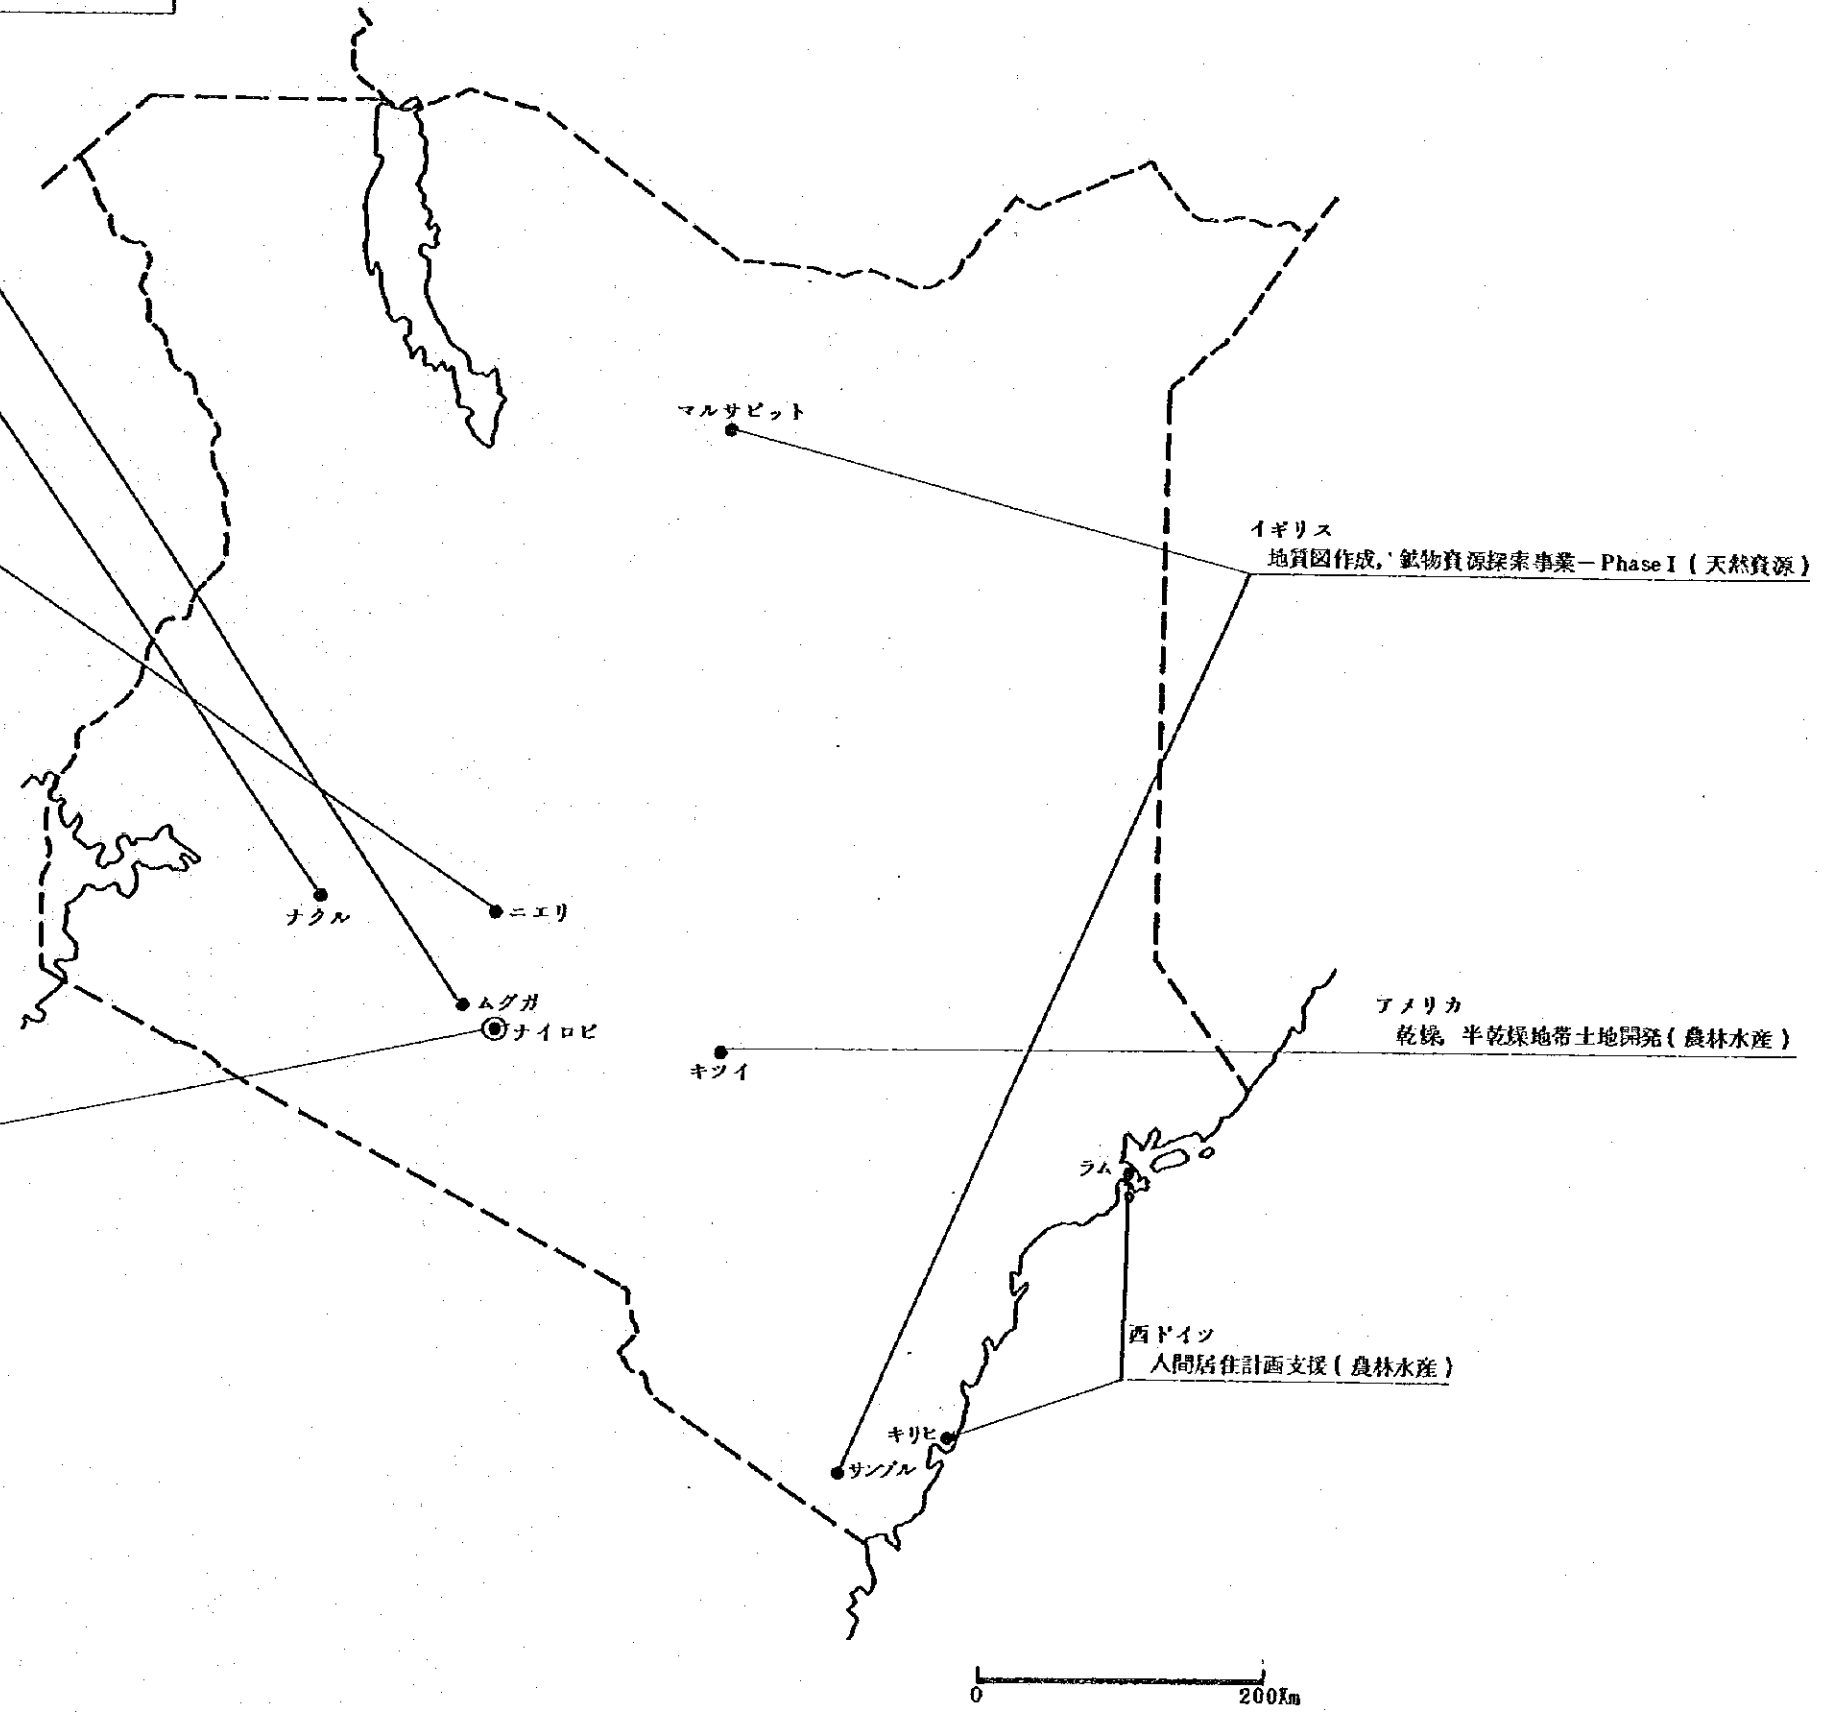 マルサビット
イギリス
地質図作成, 鉱物資源探索事業－Phase I (天然資源)
ナクル
ニエリ
ムグガ
ナイロビ
アメリカ
乾燥, 半乾燥地帯土地開発(農林水産)
キツイ
ラム
西ドイツ
人間居住計画支援(農林水産)
キリヒ
サンブル
0 200Km